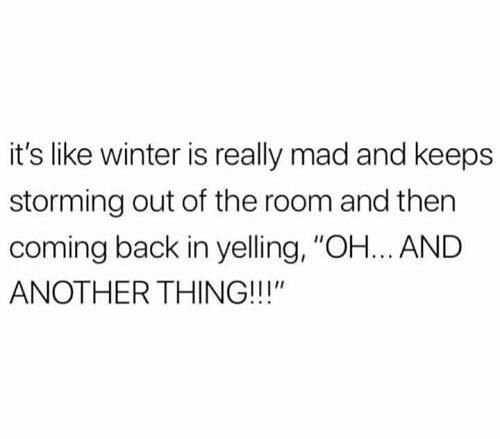 it's like winter is really mad and keeps
storming out of the room and then
coming back in yelling, "OH... AND
ANOTHER THING!!!"